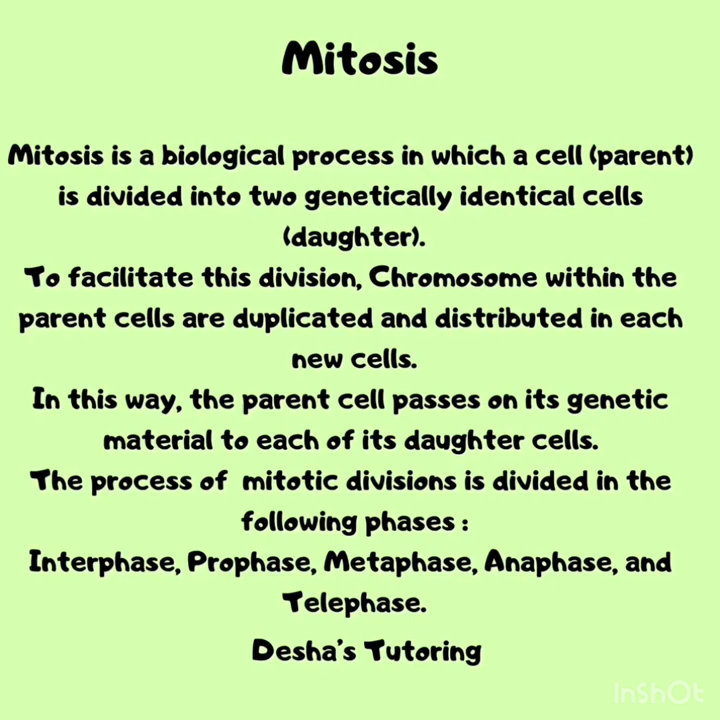 Mitosis
Mitosis is a biological process in which a cell (parent)
is divided into two genetically identical cells
(daughter).
To facilitate this division, Chromosome within the
parent cells are duplicated and distributed in each
new cells.
In this way, the parent cell passes on its genetic
material to each of its daughter cells.
The process of  mitotic divisions is divided in the
following phases :
Interphase, Prophase, Metaphase, Anaphase, and
Telephase.
Desha's Tutoring
InShOt